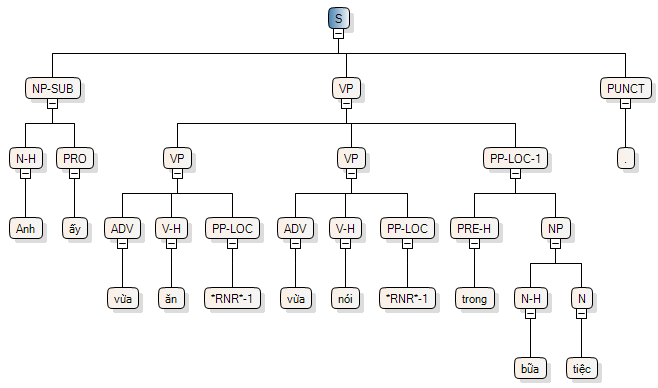 S
NP-SUB VP PUNCT
N-H PRO VP VP PP-LOC-1 .
Anh ấy ADV V-H PP-LOC ADV V-H PP-LOC PRE-H NP
vừa ăn *RNR*-1 vừa nói *RNR*-1 trong N-H N
bữa tiệc